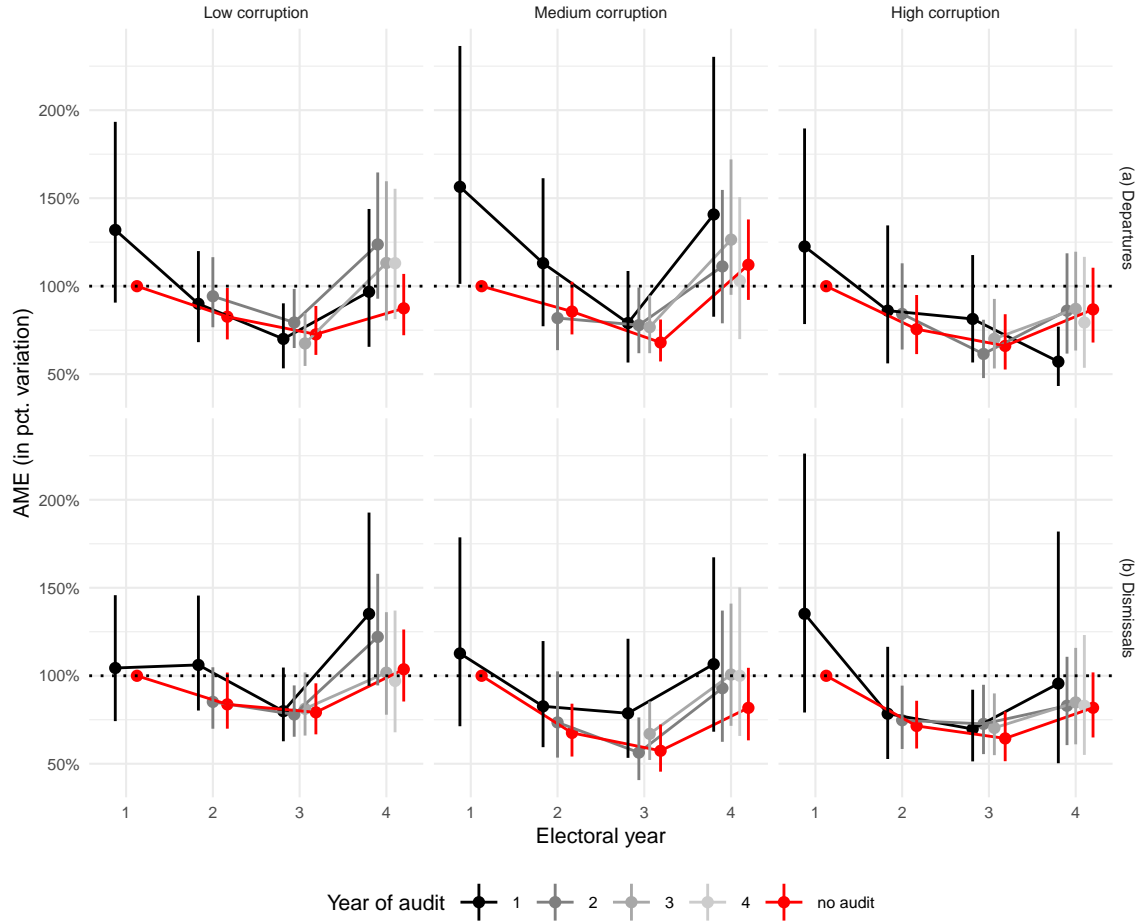 Low corruption
Medium corruption
High corruption
AME (in pct. variation)
200%
150%
100%
50%
(a) Departures
200%
150%
100%
50%
(b) Dismissals
1 2 3 4
1 2 3 4
1 2 3 4
Electoral year
Year of audit 1 2 3 4 no audit